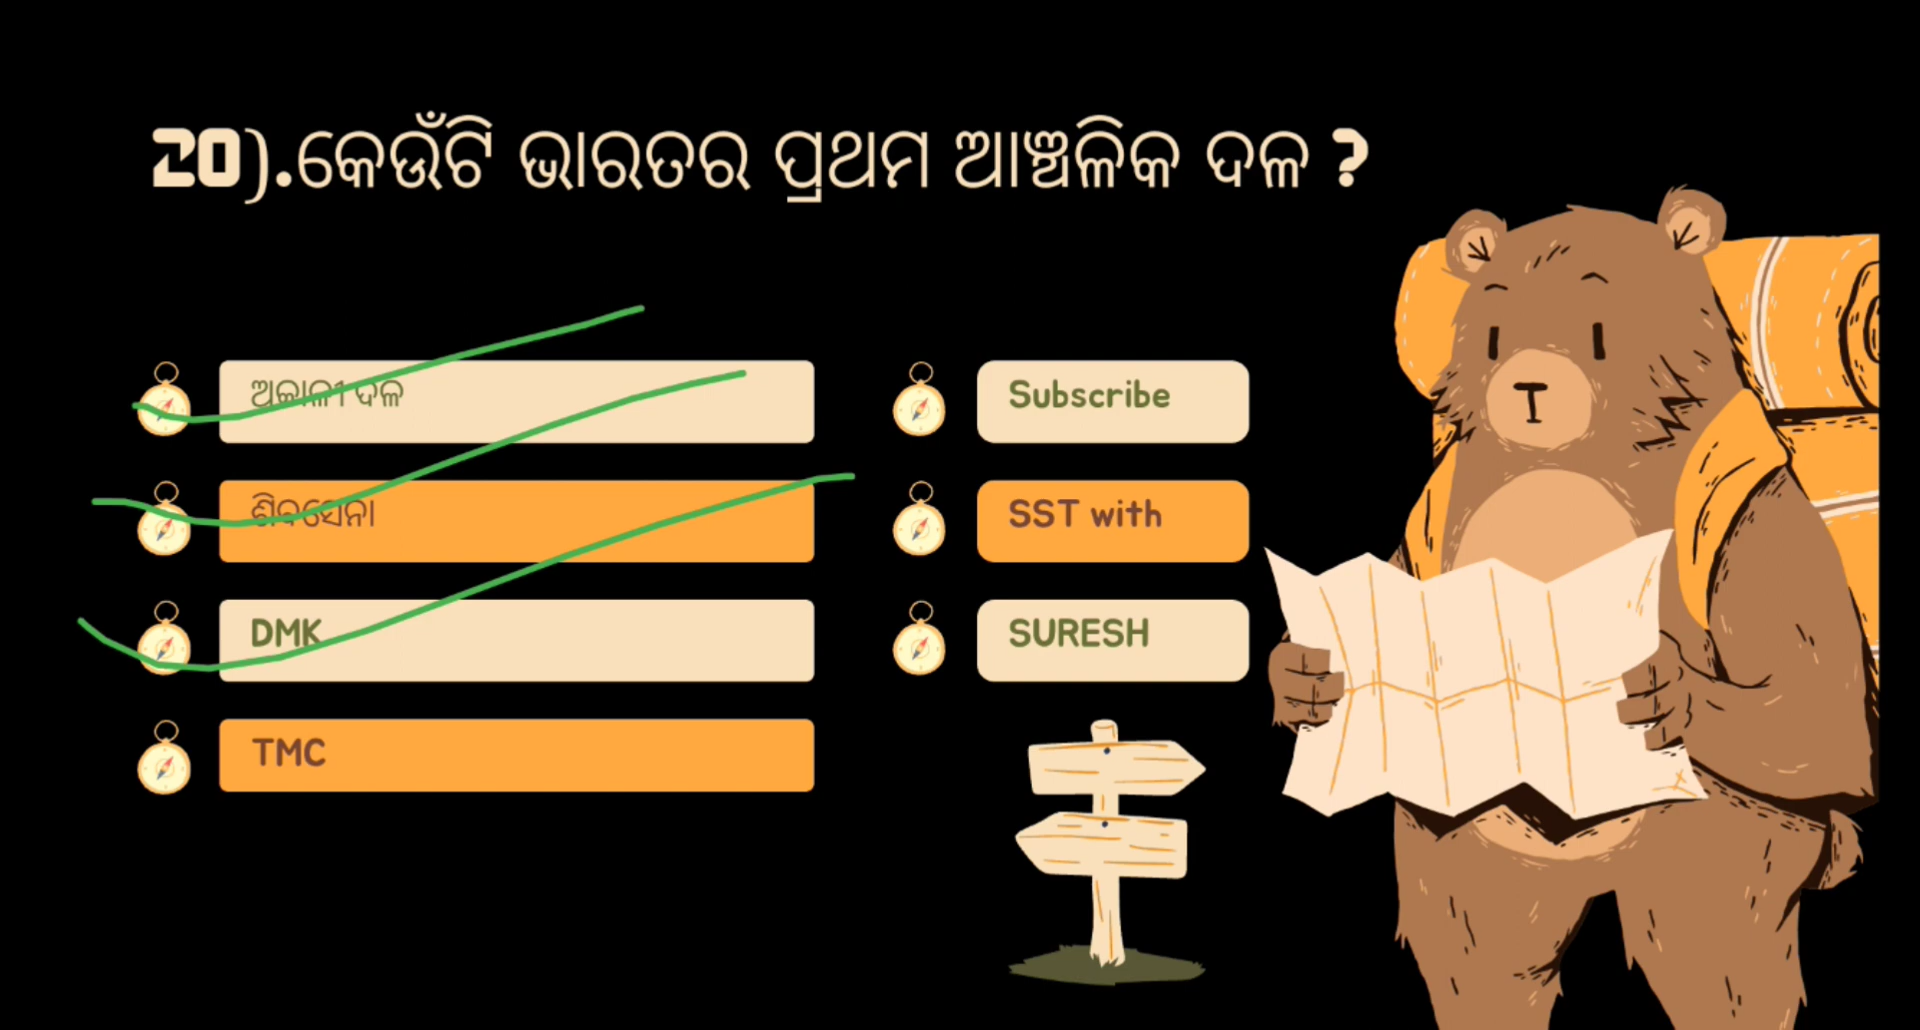 20).କେଉଁଟି ଭାରତର ପ୍ରଥମ ଆଞ୍ଚଳିକ ଦଳ ?
ଅକାଳୀ ଦଳ
ଶିବସେନା
DMK
TMC
Subscribe
SST with
SURESH